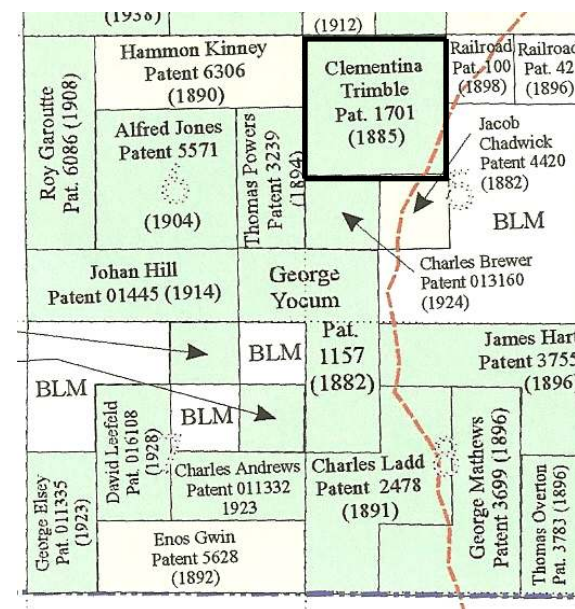 (1938)
(1912)
Hammon Kinney
Patent 6306
(1890)
Clementina
Trimble
Pat. 1701
(1885)
Railroad
Pat. 100
(1898)
Railroad
Pat. 42
(1896)
Roy Garoutte
Pat. 6086 (1908)
Alfred Jones
Patent 5571
(1904)
Thomas Powers
Patent 3239
(1894)
Jacob
Chadwick
Patent 4420
(1882)
BLM
Charles Brewer
Patent 013160
(1924)
Johan Hill
Patent 01445 (1914)
George
Yocum
Pat.
1157
(1882)
BLM
BLM
BLM
James Hart
Patent 3755
(1896
David Leefeld
Pat. 016108
(1928)
Charles Andrews
Patent 011332
1923
Charles Ladd
Patent 2478
(1891)
George Mathews
Patent 3699 (1896)
Thomas Overton
Pat. 3783 (1896)
George Elsey
Pat. 011335
(1923)
Enos Gwin
Patent 5628
(1892)